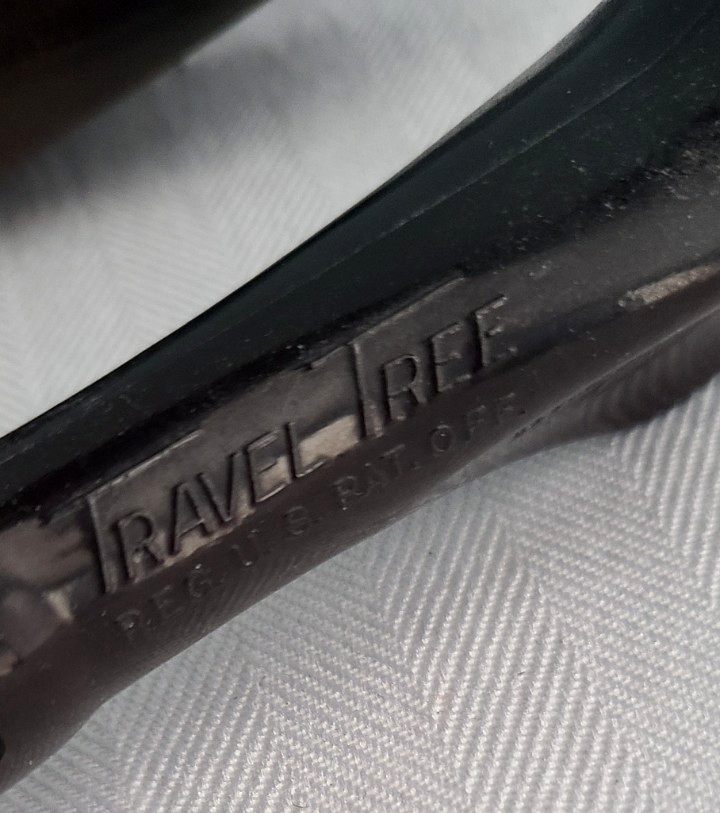 TRAVEL TREE
REG. U. S. PAT. OFF.